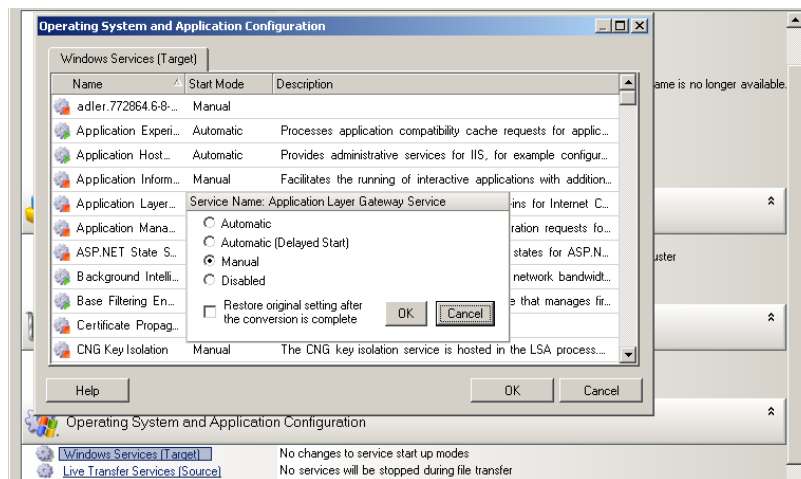 Operating System and Application Configuration
Windows Services (Target)
Name Start Mode Description
ame is no longer available.
adler.772864.6-8-... Manual
Application Experi... Automatic Processes application compatibility cache requests for applic...
Application Host... Automatic Provides administrative services for IIS, for example configur...
Application Inform... Manual Facilitates the running of interactive applications with addition...
Application Layer... -ins for Internet C...
Service Name: Application Layer Gateway Service
Application Mana... ration requests fo...
Automatic
Automatic (Delayed Start)
ASP.NET State S... states for ASP.N...
uster
Manual
Background Intelli... network bandwidt...
Disabled
Base Filtering En... e that manages fir...
Restore original setting after
the conversion is complete
OK Cancel
Certificate Propag...
CNG Key Isolation Manual The CNG key isolation service is hosted in the LSA process....
Help OK Cancel
Operating System and Application Configuration
Windows Services (Target) No changes to service start up modes
Live Transfer Services (Source) No services will be stopped during file transfer